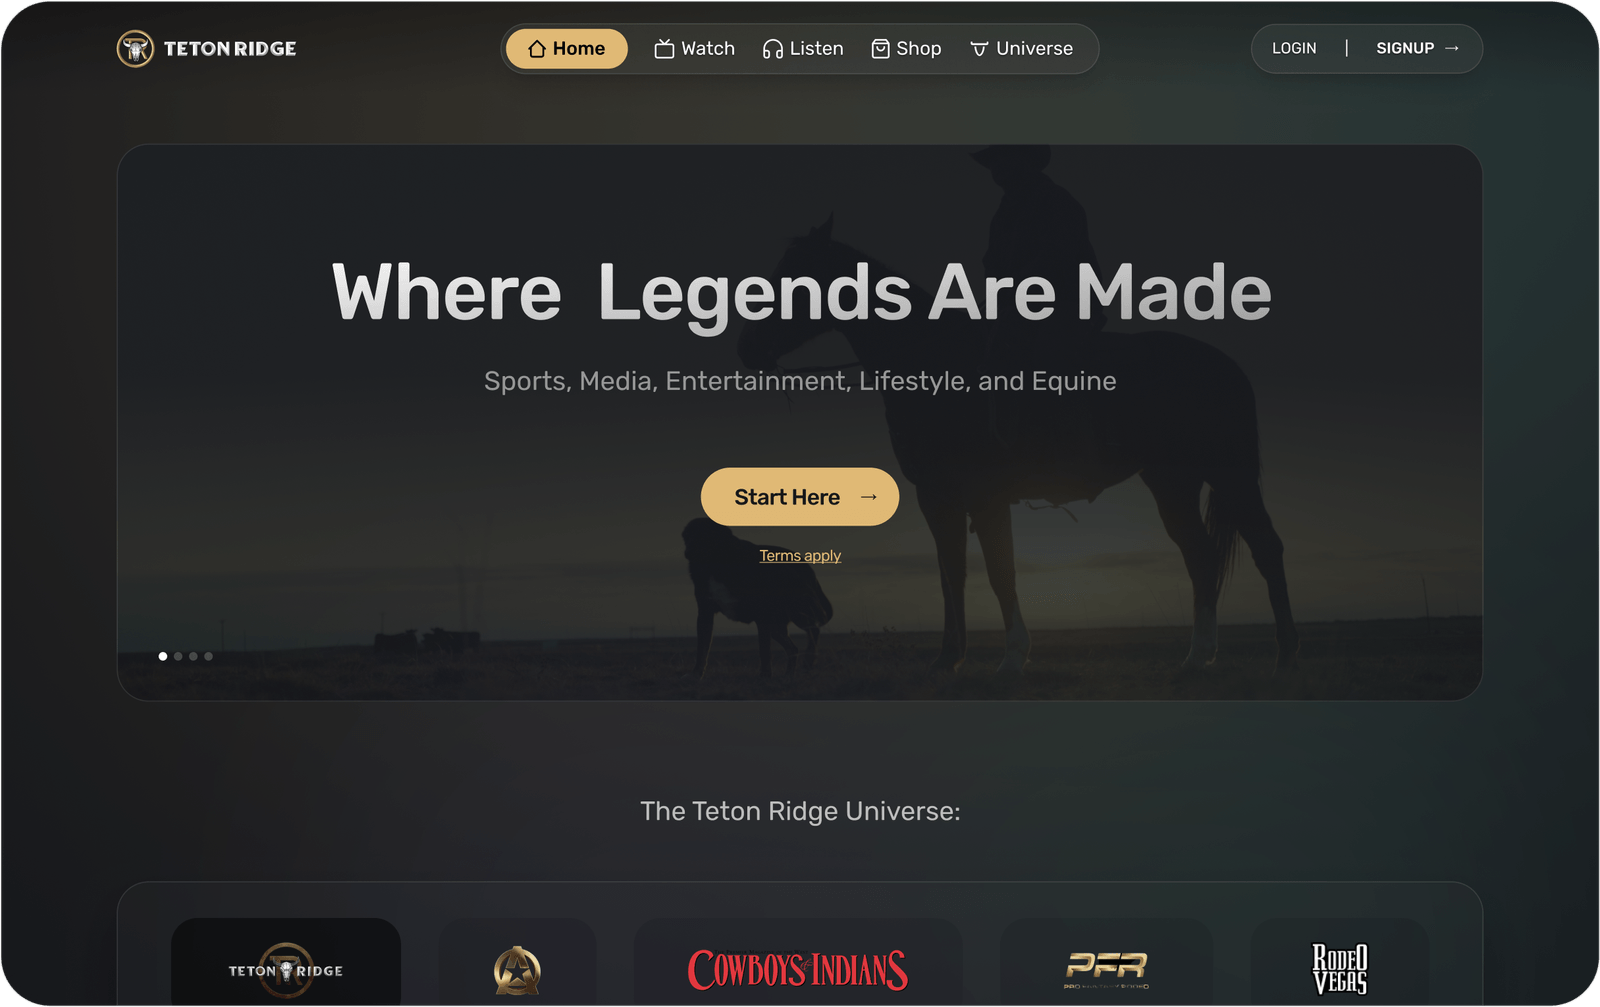 TETON RIDGE
Home
Watch
Listen
Shop
Universe
LOGIN | SIGNUP →
Where Legends Are Made
Sports, Media, Entertainment, Lifestyle, and Equine
Start Here →
Terms apply
The Teton Ridge Universe:
TETON RIDGE
COWBOYS & INDIANS
PFR
RODEO
VEGAS